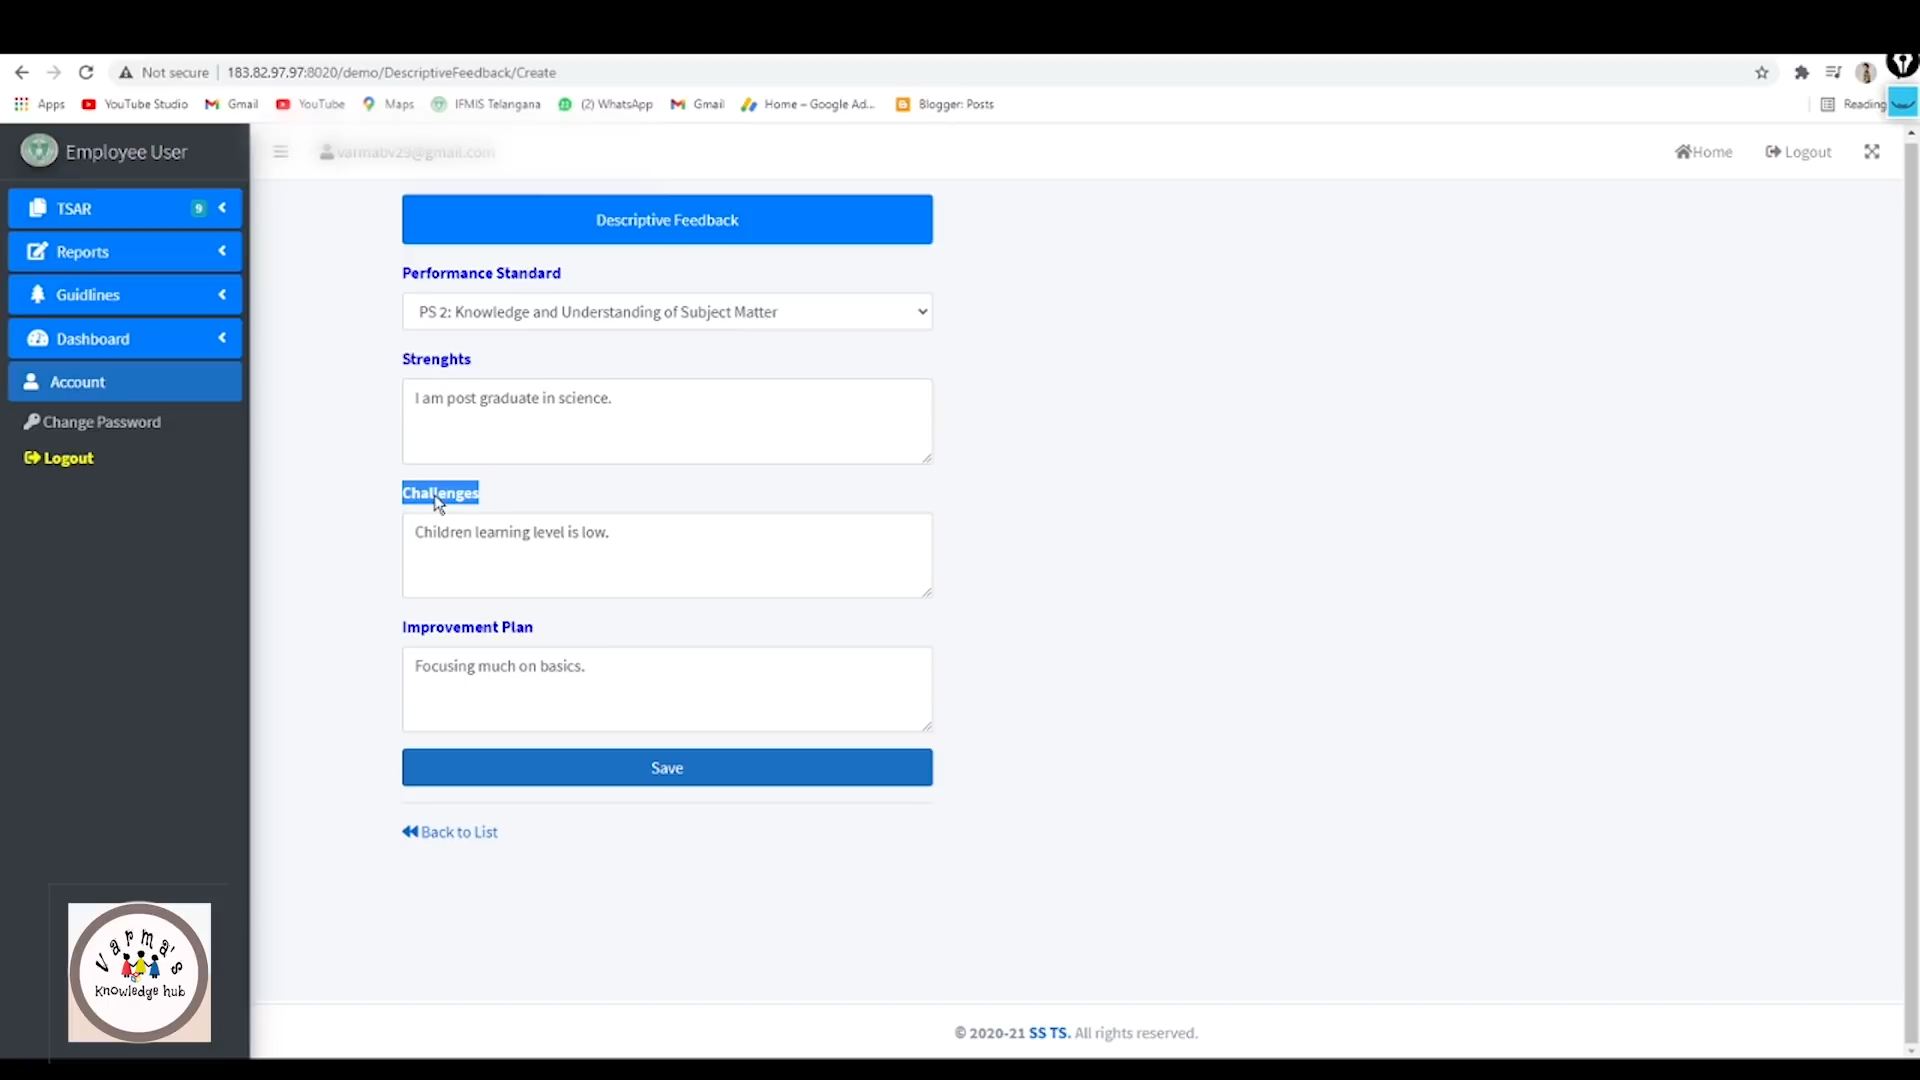 Not secure | 183.82.97.97:8020/demo/DescriptiveFeedback/Create
Apps YouTube Studio Gmail YouTube Maps IFMIS Telangana (2) WhatsApp Gmail Home – Google Ad... Blogger: Posts Reading
Employee User
varmabv29@gmail.com
Home Logout
TSAR 9
Reports
Guidlines
Dashboard
Account
Change Password
Logout
Descriptive Feedback
Performance Standard
PS 2: Knowledge and Understanding of Subject Matter
Strenghts
I am post graduate in science.
Challenges
Children learning level is low.
Improvement Plan
Focusing much on basics.
Save
Back to List
Varma's
Knowledge hub
© 2020-21 SS TS. All rights reserved.